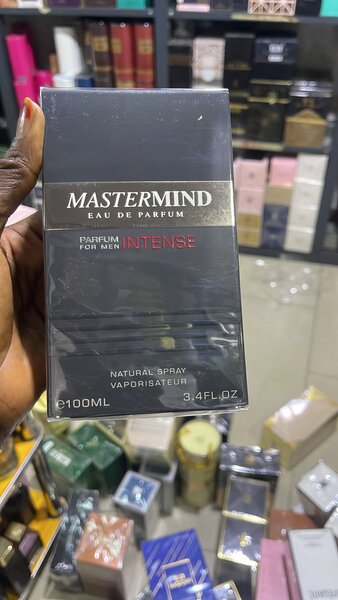 MASTERMIND
EAU DE PARFUM
PARFUM
FOR MEN INTENSE
NATURAL SPRAY
VAPORISATEUR
℮100ML 3.4FL.OZ